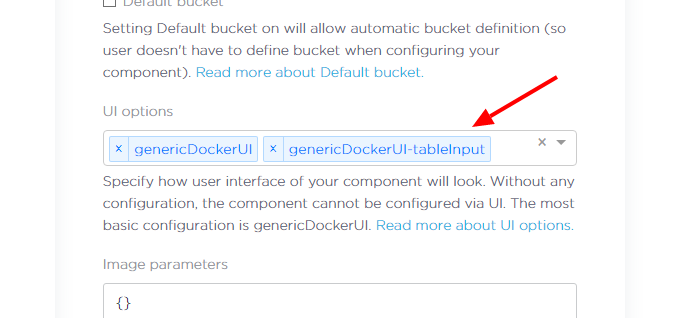 Default bucket
Setting Default bucket on will allow automatic bucket definition (so
user doesn't have to define bucket when configuring your
component). Read more about Default bucket.
UI options
× genericDockerUI × genericDockerUI-tableInput ×
Specify how user interface of your component will look. Without any
configuration, the component cannot be configured via UI. The most
basic configuration is genericDockerUI. Read more about UI options.
Image parameters
{}